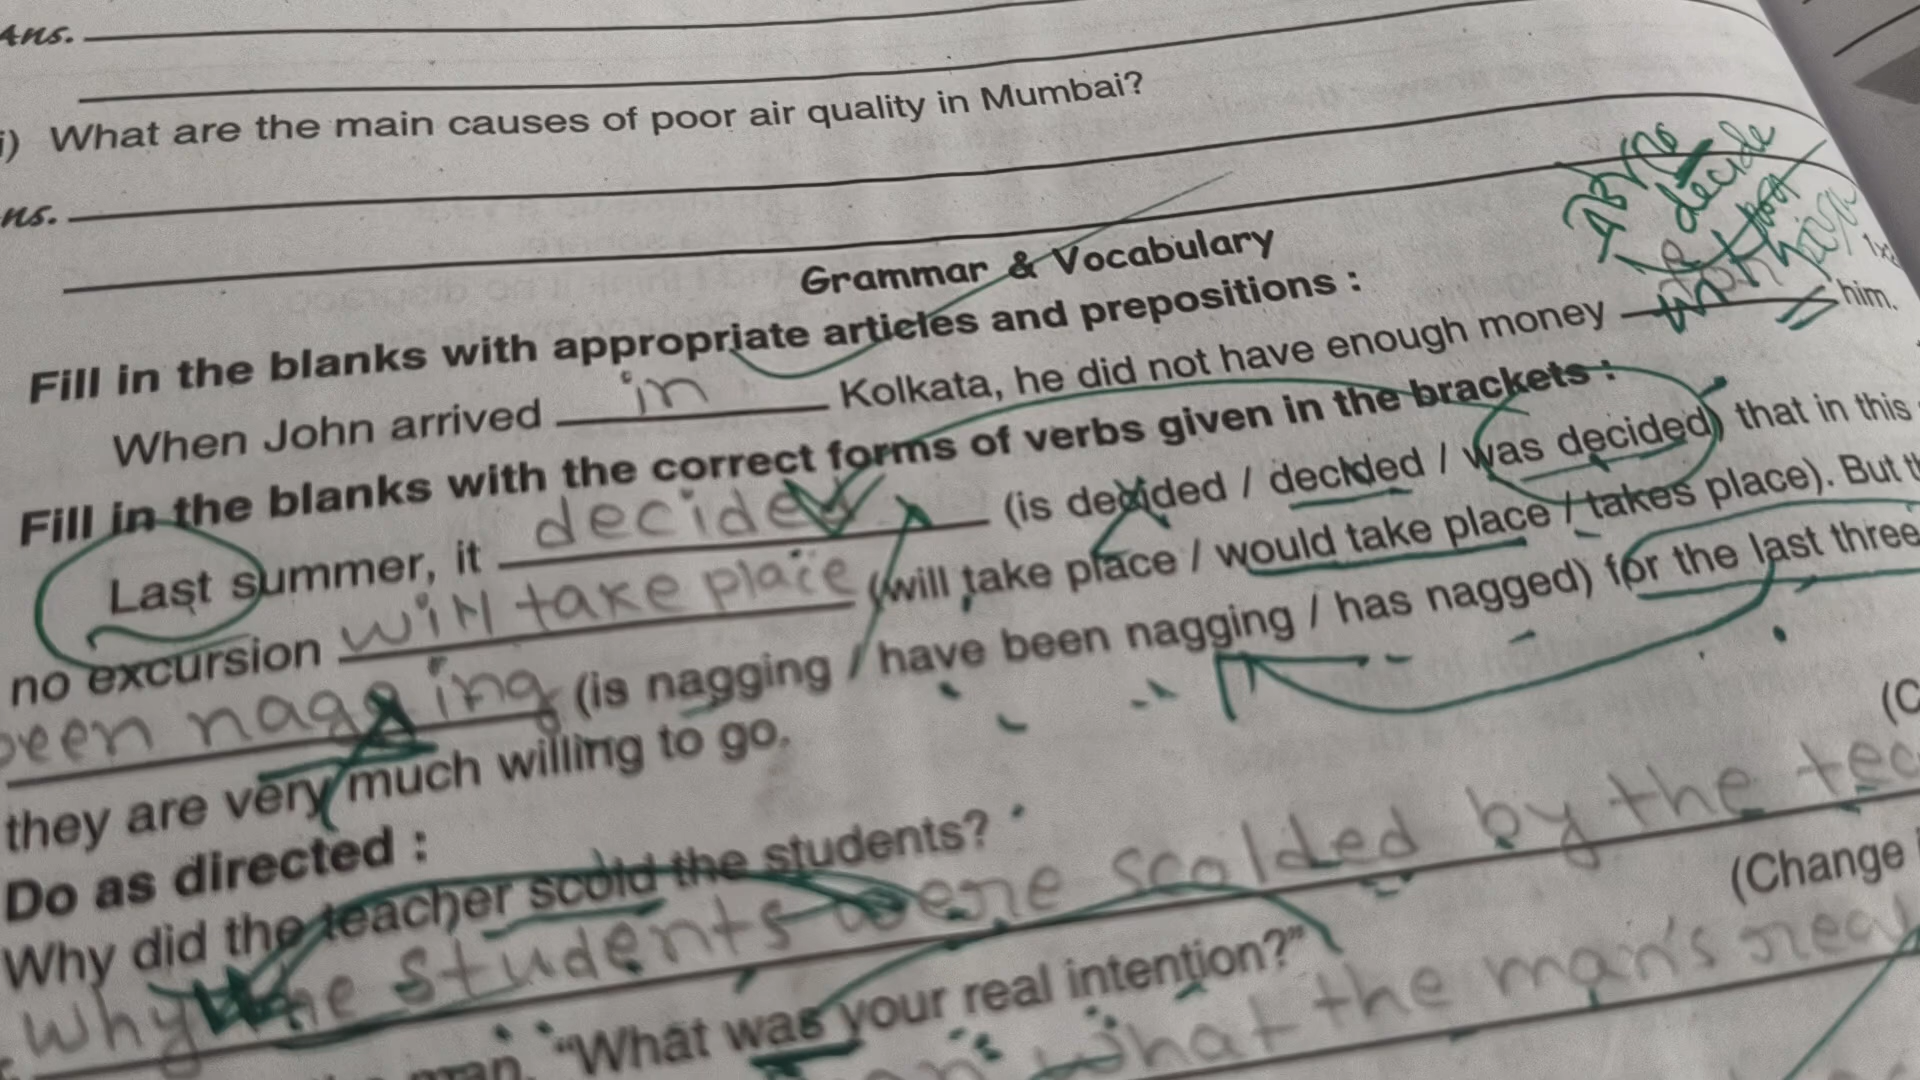 Ans.
i) What are the main causes of poor air quality in Mumbai?
ns.
decide
Grammar & Vocabulary
Fill in the blanks with appropriate articles and prepositions :
When John arrived in Kolkata, he did not have enough money him.
Fill in the blanks with the correct forms of verbs given in the brackets :
Last summer, it decided (is decided / decided / was decided) that in this
no excursion will take place (will take place / would take place / takes place). But t
been nagging (is nagging / have been nagging / has nagged) for the last three
they are very much willing to go.
(C
Do as directed :
Why did the teacher scold the students?
Why the students were scolded by the teac
(Change
man, "What was your real intention?"
what the man's real